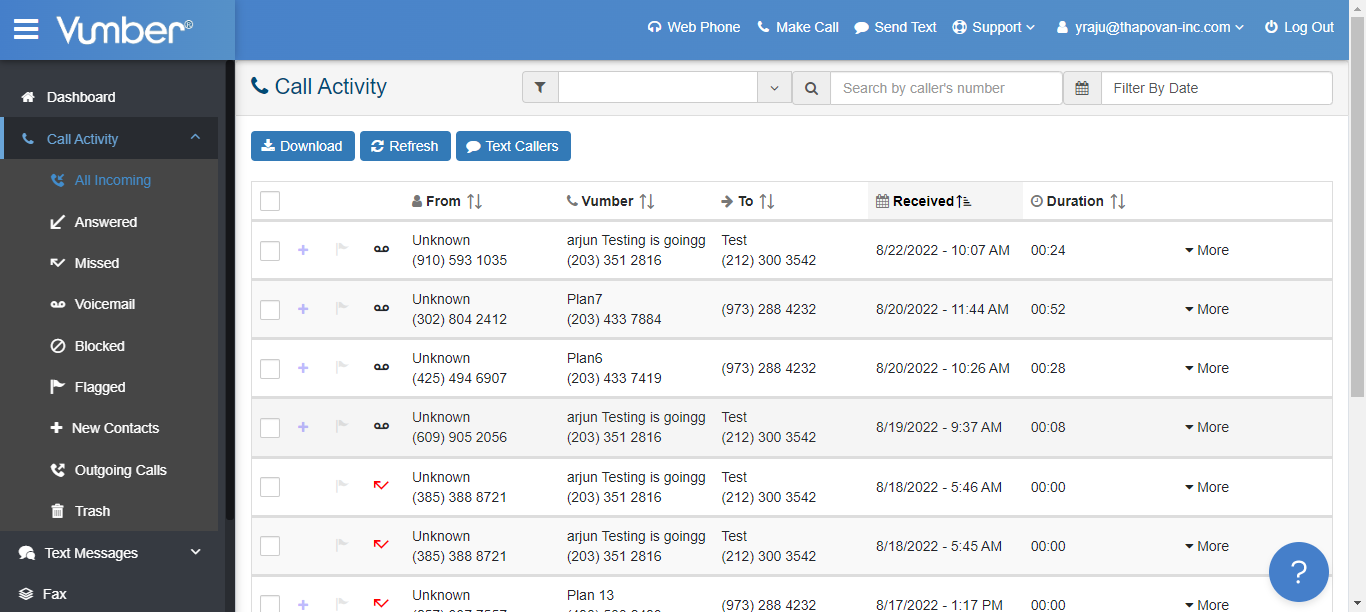 Vumber®
Web Phone
Make Call
Send Text
Support
yraju@thapovan-inc.com
Log Out
Dashboard
Call Activity
All Incoming
Answered
Missed
Voicemail
Blocked
Flagged
New Contacts
Outgoing Calls
Trash
Text Messages
Fax
Call Activity
Search by caller's number
Filter By Date
Download
Refresh
Text Callers
From
Vumber
To
Received
Duration
Unknown
(910) 593 1035
arjun Testing is goingg
(203) 351 2816
Test
(212) 300 3542
8/22/2022 - 10:07 AM
00:24
More
Unknown
(302) 804 2412
Plan7
(203) 433 7884
(973) 288 4232
8/20/2022 - 11:44 AM
00:52
More
Unknown
(425) 494 6907
Plan6
(203) 433 7419
(973) 288 4232
8/20/2022 - 10:26 AM
00:28
More
Unknown
(609) 905 2056
arjun Testing is goingg
(203) 351 2816
Test
(212) 300 3542
8/19/2022 - 9:37 AM
00:08
More
Unknown
(385) 388 8721
arjun Testing is goingg
(203) 351 2816
Test
(212) 300 3542
8/18/2022 - 5:46 AM
00:00
More
Unknown
(385) 388 8721
arjun Testing is goingg
(203) 351 2816
Test
(212) 300 3542
8/18/2022 - 5:45 AM
00:00
More
Unknown
Plan 13
(973) 288 4232
8/17/2022 - 1:17 PM
00:00
More
?